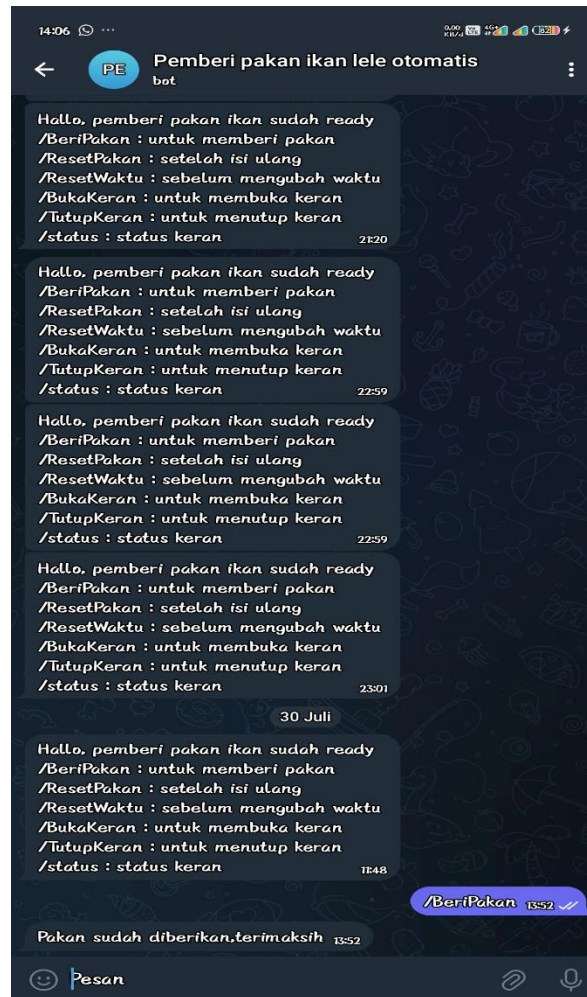 14:06
0.00 KB/d 4G+ 82
PE Pemberi pakan ikan lele otomatis
bot
Hallo, pemberi pakan ikan sudah ready
/BeriPakan : untuk memberi pakan
/ResetPakan : setelah isi ulang
/ResetWaktu : sebelum mengubah waktu
/BukaKeran : untuk membuka keran
/TutupKeran : untuk menutup keran
/status : status keran 21:20
Hallo, pemberi pakan ikan sudah ready
/BeriPakan : untuk memberi pakan
/ResetPakan : setelah isi ulang
/ResetWaktu : sebelum mengubah waktu
/BukaKeran : untuk membuka keran
/TutupKeran : untuk menutup keran
/status : status keran 22:59
Hallo, pemberi pakan ikan sudah ready
/BeriPakan : untuk memberi pakan
/ResetPakan : setelah isi ulang
/ResetWaktu : sebelum mengubah waktu
/BukaKeran : untuk membuka keran
/TutupKeran : untuk menutup keran
/status : status keran 22:59
Hallo, pemberi pakan ikan sudah ready
/BeriPakan : untuk memberi pakan
/ResetPakan : setelah isi ulang
/ResetWaktu : sebelum mengubah waktu
/BukaKeran : untuk membuka keran
/TutupKeran : untuk menutup keran
/status : status keran 23:01
30 Juli
Hallo, pemberi pakan ikan sudah ready
/BeriPakan : untuk memberi pakan
/ResetPakan : setelah isi ulang
/ResetWaktu : sebelum mengubah waktu
/BukaKeran : untuk membuka keran
/TutupKeran : untuk menutup keran
/status : status keran 11:48
/BeriPakan 13:52
Pakan sudah diberikan,terimaksih 13:52
Pesan